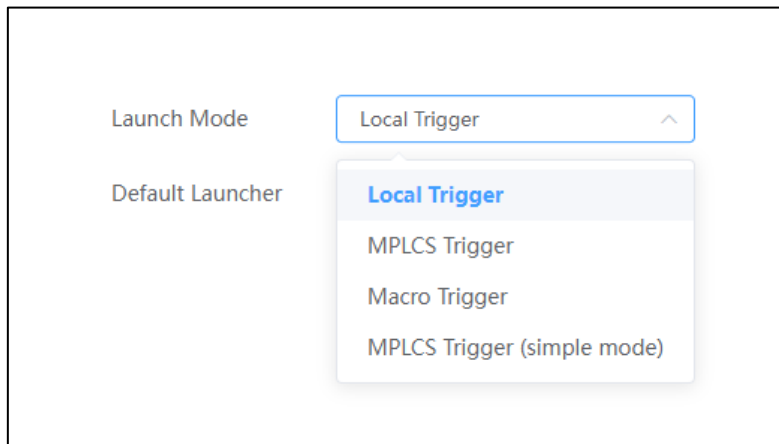 Launch Mode
Local Trigger
Default Launcher
Local Trigger
MPLCS Trigger
Macro Trigger
MPLCS Trigger (simple mode)